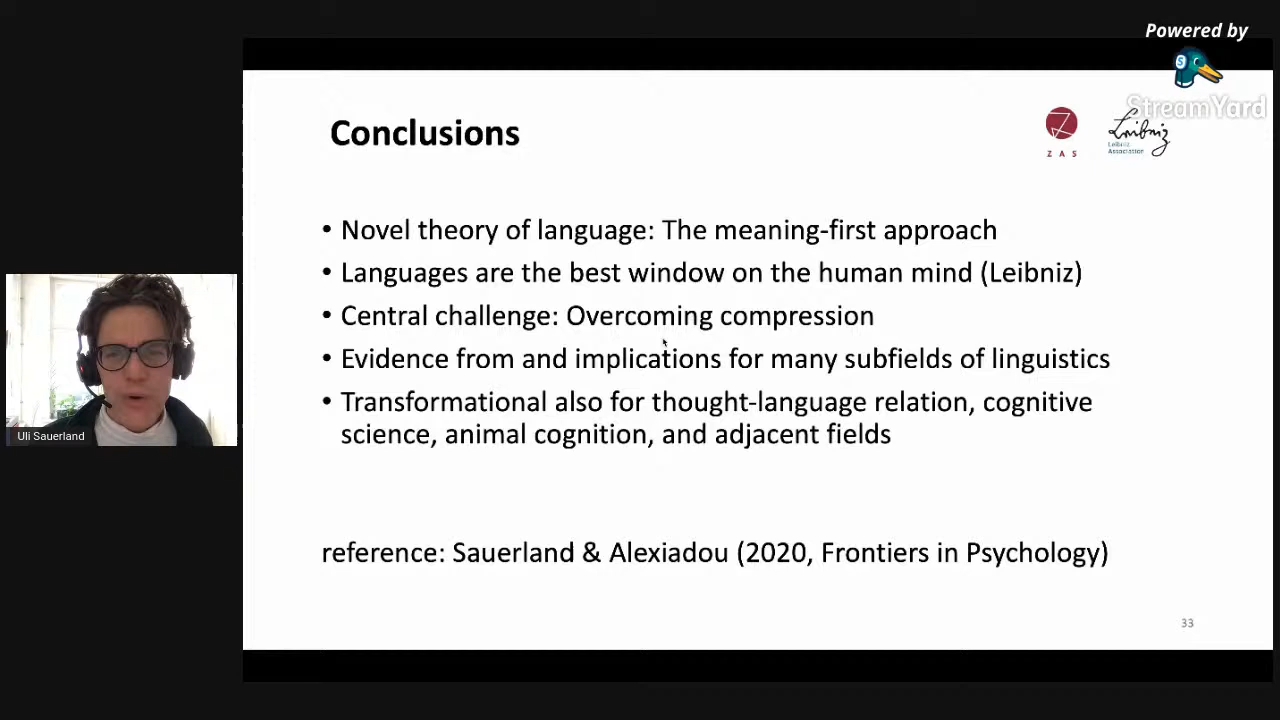 Powered by
StreamYard
Conclusions
Z A S
Leibniz
Leibniz
Association
• Novel theory of language: The meaning-first approach
• Languages are the best window on the human mind (Leibniz)
• Central challenge: Overcoming compression
• Evidence from and implications for many subfields of linguistics
• Transformational also for thought-language relation, cognitive
science, animal cognition, and adjacent fields
Uli Sauerland
reference: Sauerland & Alexiadou (2020, Frontiers in Psychology)
33